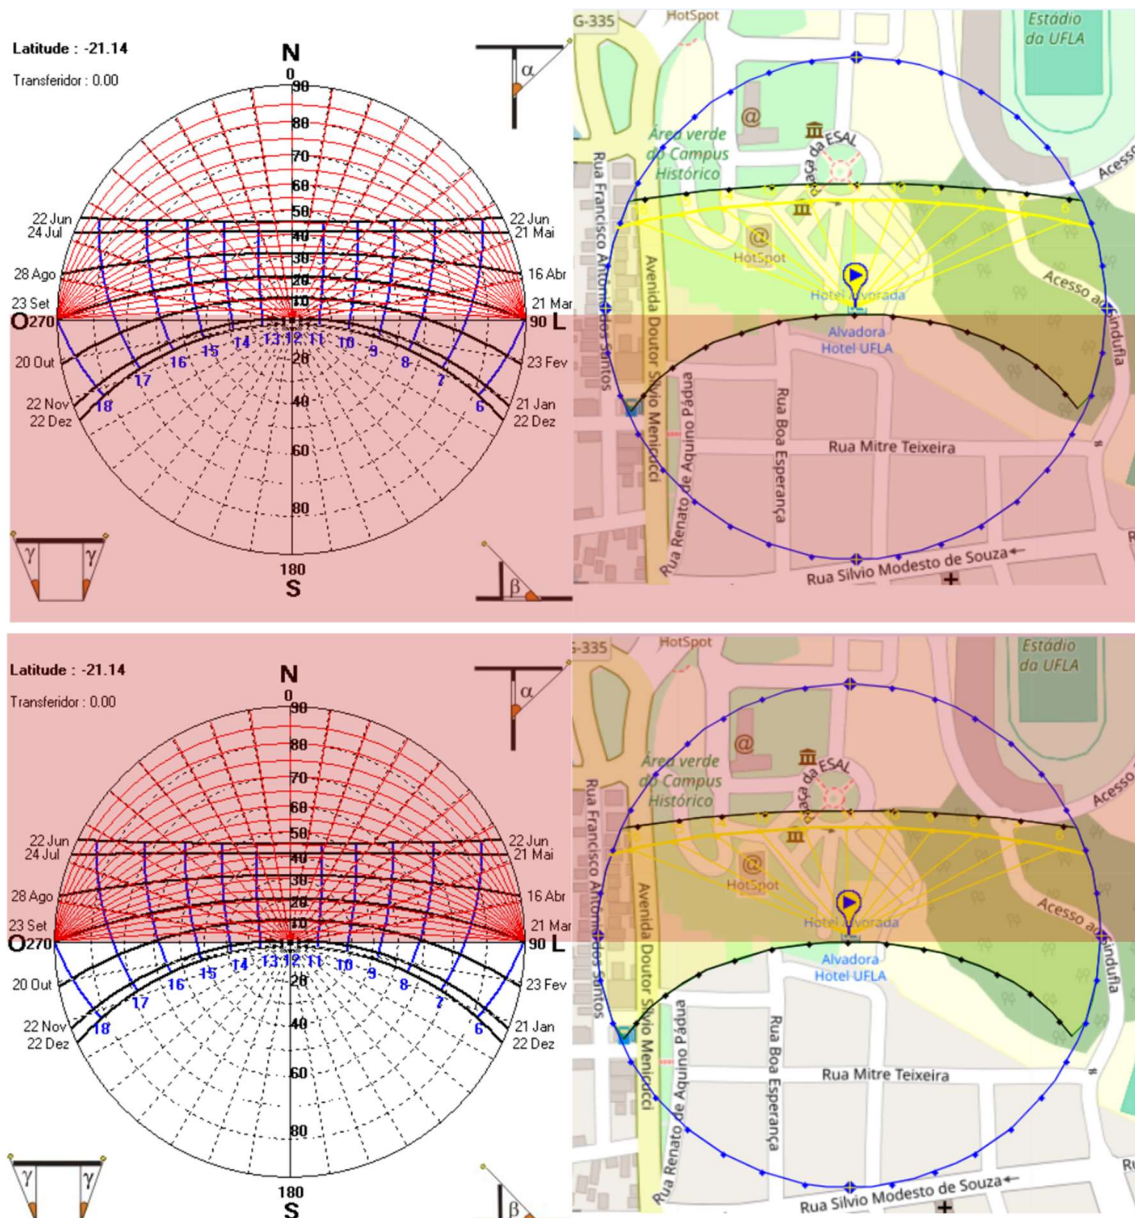 Latitude : -21.14
Transferidor : 0.00
N
0
90
80
70
60
50
40
30
20
10
α
22 Jun
24 Jul
28 Ago
23 Set
O 270
20 Out
22 Nov
22 Dez
22 Jun
21 Mai
16 Abr
21 Mar
90 L
23 Fev
21 Jan
22 Dez
18
17
16
15
14
13
12
11
10
9
8
7
6
20
40
60
80
180
S
γ
γ
β
G-335
HotSpot
Estádio
da UFLA
@
Área verde
do Campus
Histórico
Praça da ESAL
Acesso
Rua Francisco Antônio dos Santos
@
HotSpot
Hotel Alvorada
Alvadora
Hotel UFLA
Acesso ao Sindufla
Avenida Doutor Silvio Menicucci
Rua Renato de Aquino Pádua
Rua Boa Esperança
Rua Mitre Teixeira
Rua Silvio Modesto de Souza
Latitude : -21.14
Transferidor : 0.00
N
0
90
80
70
60
50
40
30
20
10
α
22 Jun
24 Jul
28 Ago
23 Set
O 270
20 Out
22 Nov
22 Dez
22 Jun
21 Mai
16 Abr
21 Mar
90 L
23 Fev
21 Jan
22 Dez
18
17
16
15
14
13
12
11
10
9
8
7
6
20
40
60
80
180
S
γ
γ
β
-335
HotSpot
Estádio
da UFLA
@
Área verde
do Campus
Histórico
Praça da ESAL
Acesso
Rua Francisco Antônio dos Santos
@
HotSpot
Hotel Alvorada
Alvadora
Hotel UFLA
Acesso ao Sindufla
Avenida Doutor Silvio Menicucci
Rua Renato de Aquino Pádua
Rua Boa Esperança
Rua Mitre Teixeira
Rua Silvio Modesto de Souza